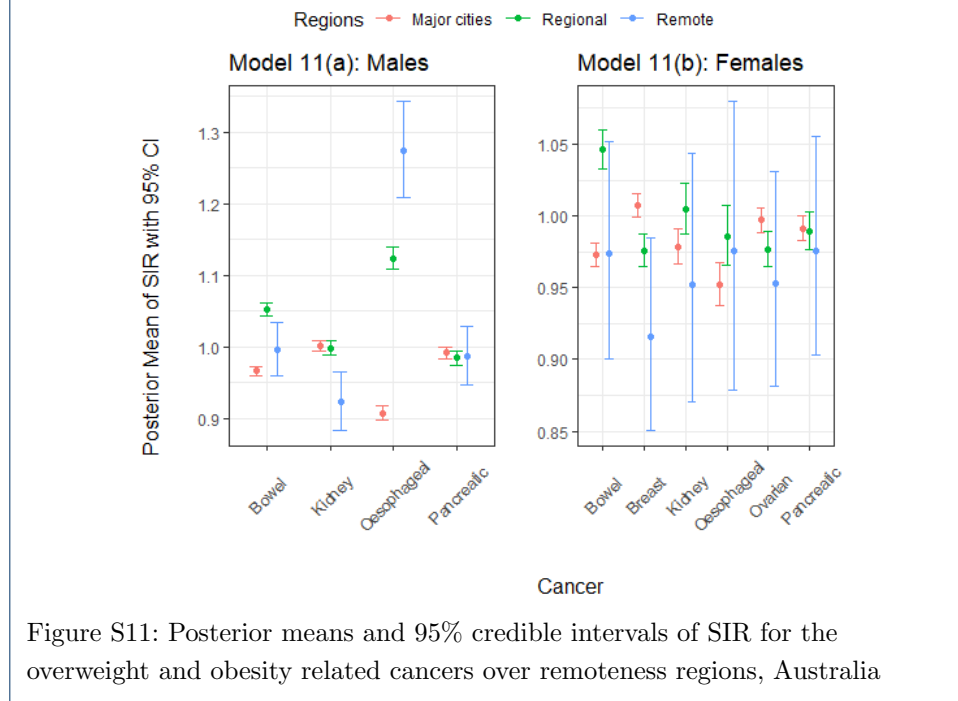 Regions Major cities Regional Remote
Model 11(a): Males
Model 11(b): Females
Posterior Mean of SIR with 95% CI
1.3
1.2
1.1
1.0
0.9
1.05
1.00
0.95
0.90
0.85
Bowel
Kidney
Oesophageal
Pancreatic
Bowel
Breast
Kidney
Oesophageal
Ovarian
Pancreatic
Cancer
Figure S11: Posterior means and 95% credible intervals of SIR for the
overweight and obesity related cancers over remoteness regions, Australia